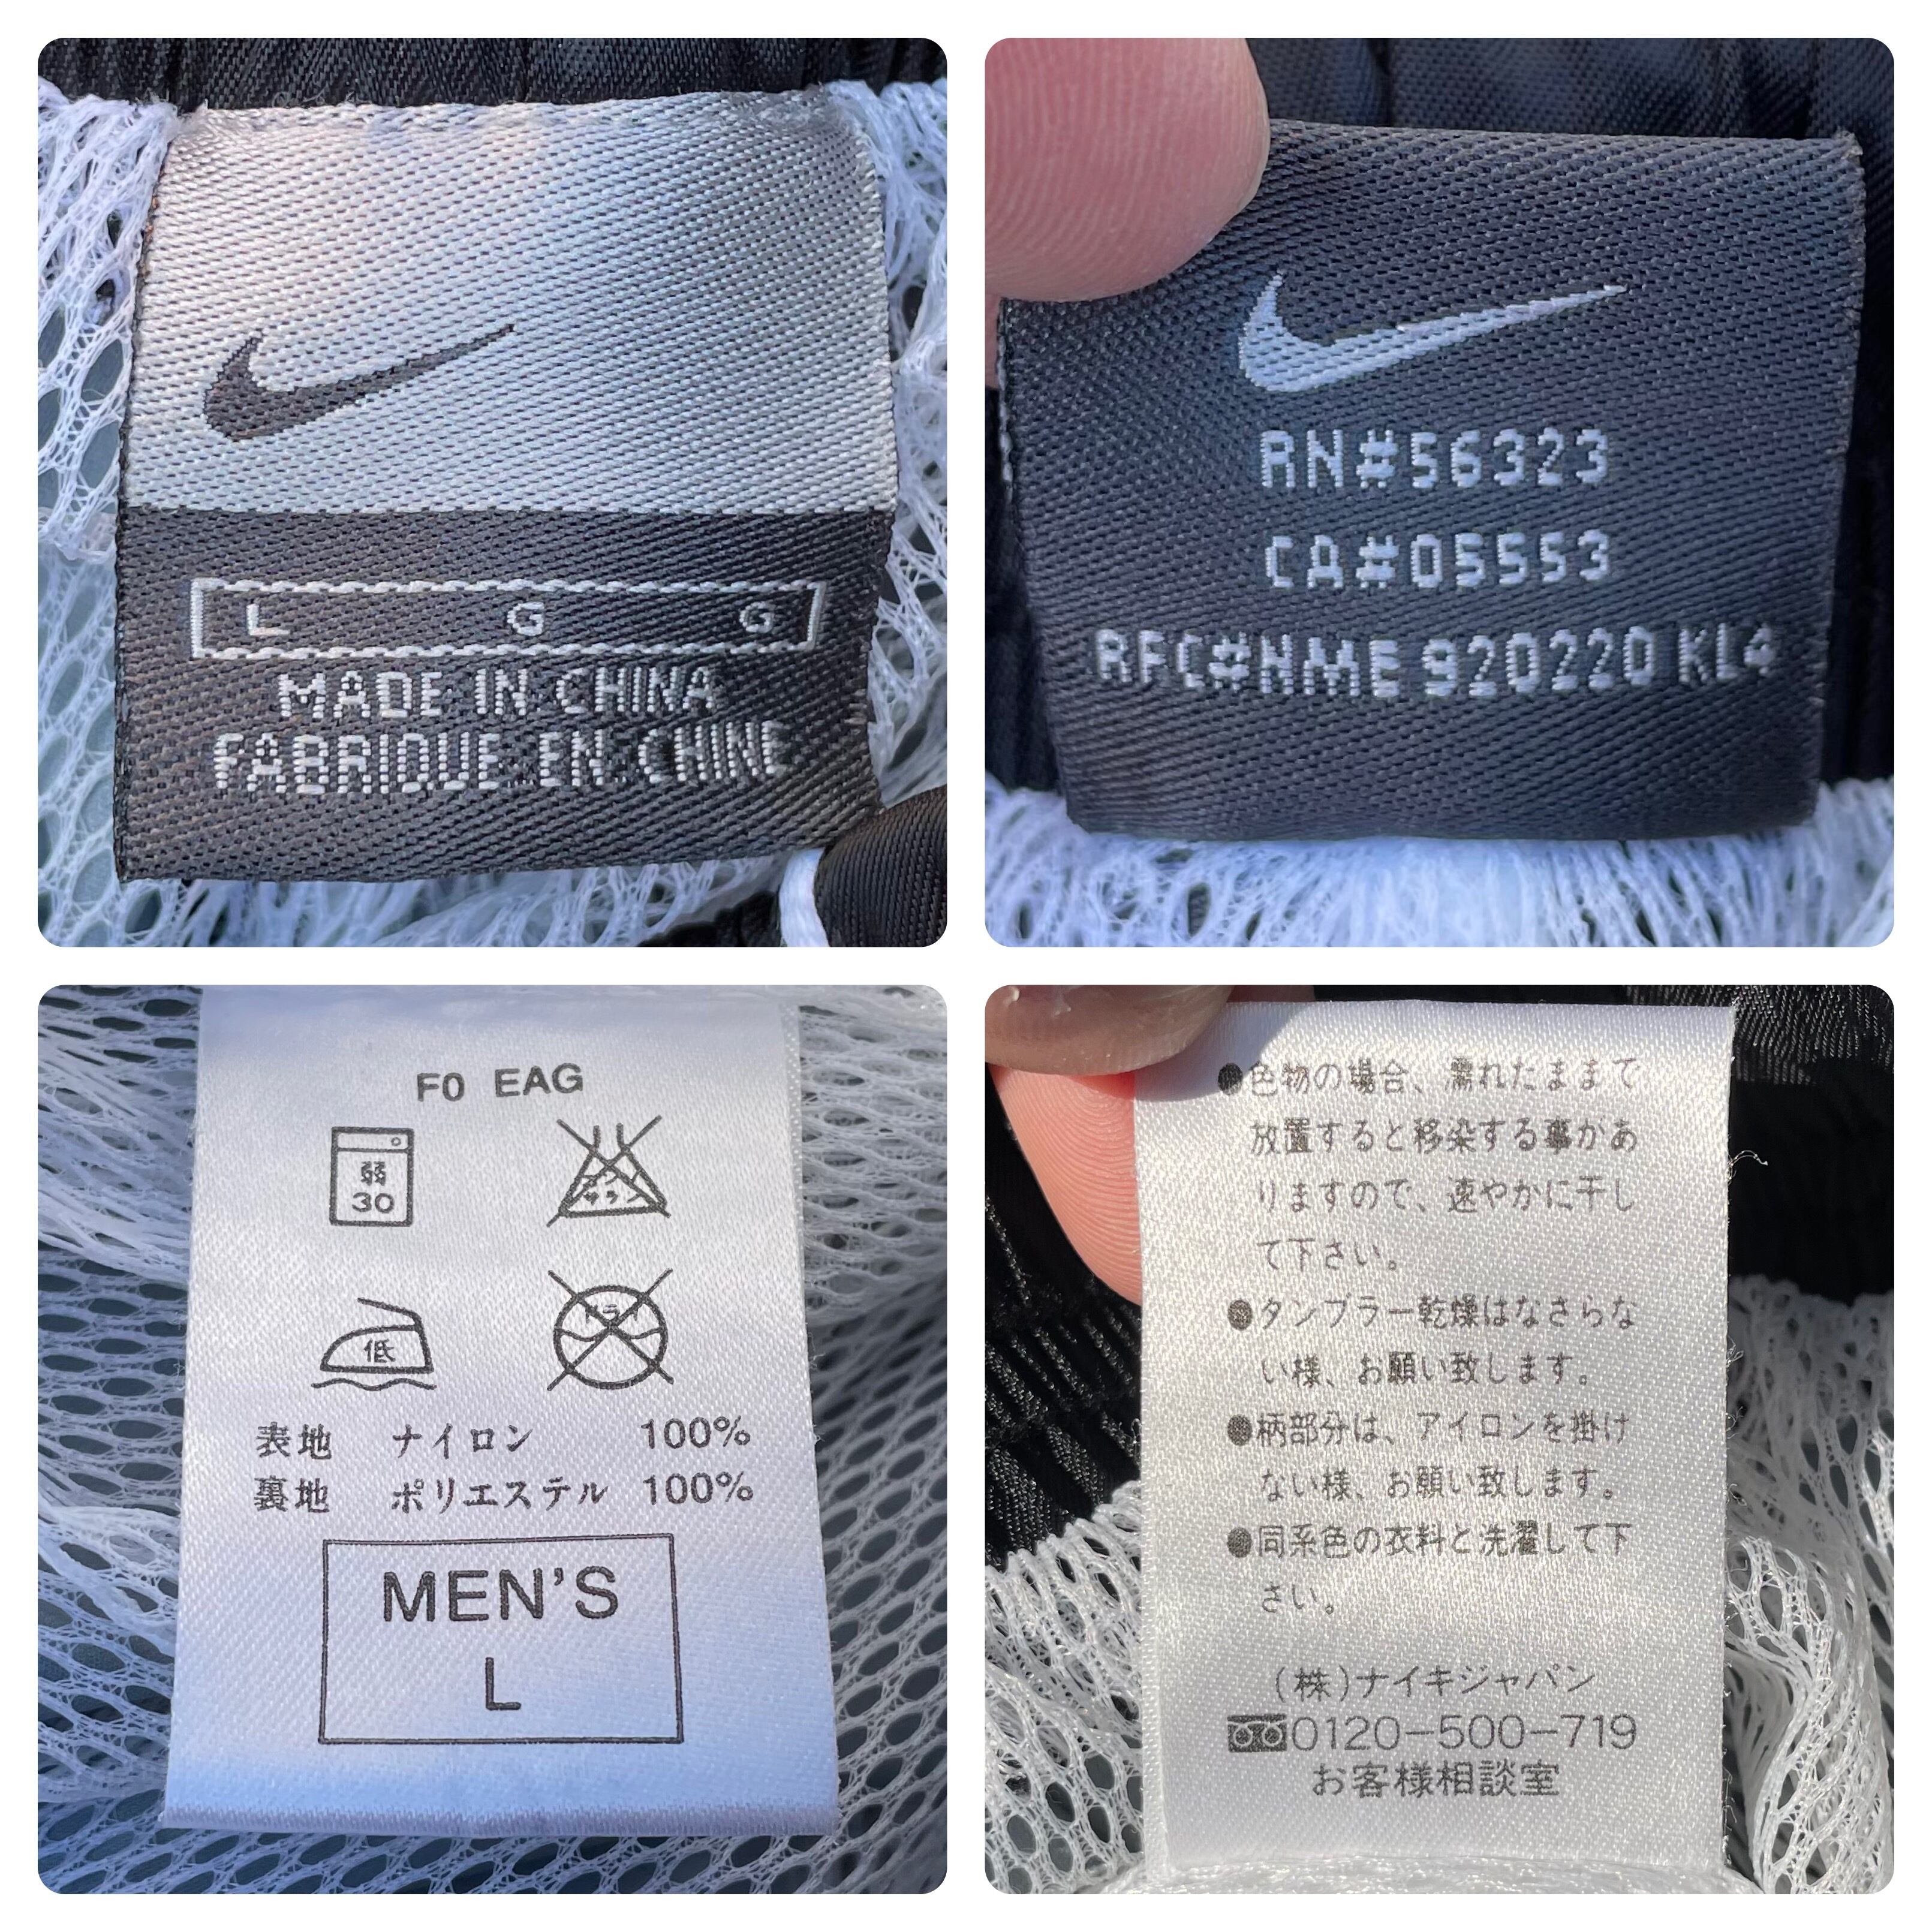 L G G
MADE IN CHINA
FABRIQUE EN CHINE
RN#56323
CA#05553
RFC#NME 920220 KL4
F0 EAG
弱
30
低
表地 ナイロン 100%
裏地 ポリエステル 100%
MEN'S
L
●色物の場合、濡れたままで
放置すると移染する事があ
りますので、速やかに干し
て下さい。
●タンブラー乾燥はなさらな
い様、お願い致します。
●柄部分は、アイロンを掛け
ない様、お願い致します。
●同系色の衣料と洗濯して下
さい。
(株)ナイキジャパン
0120-500-719
お客様相談室